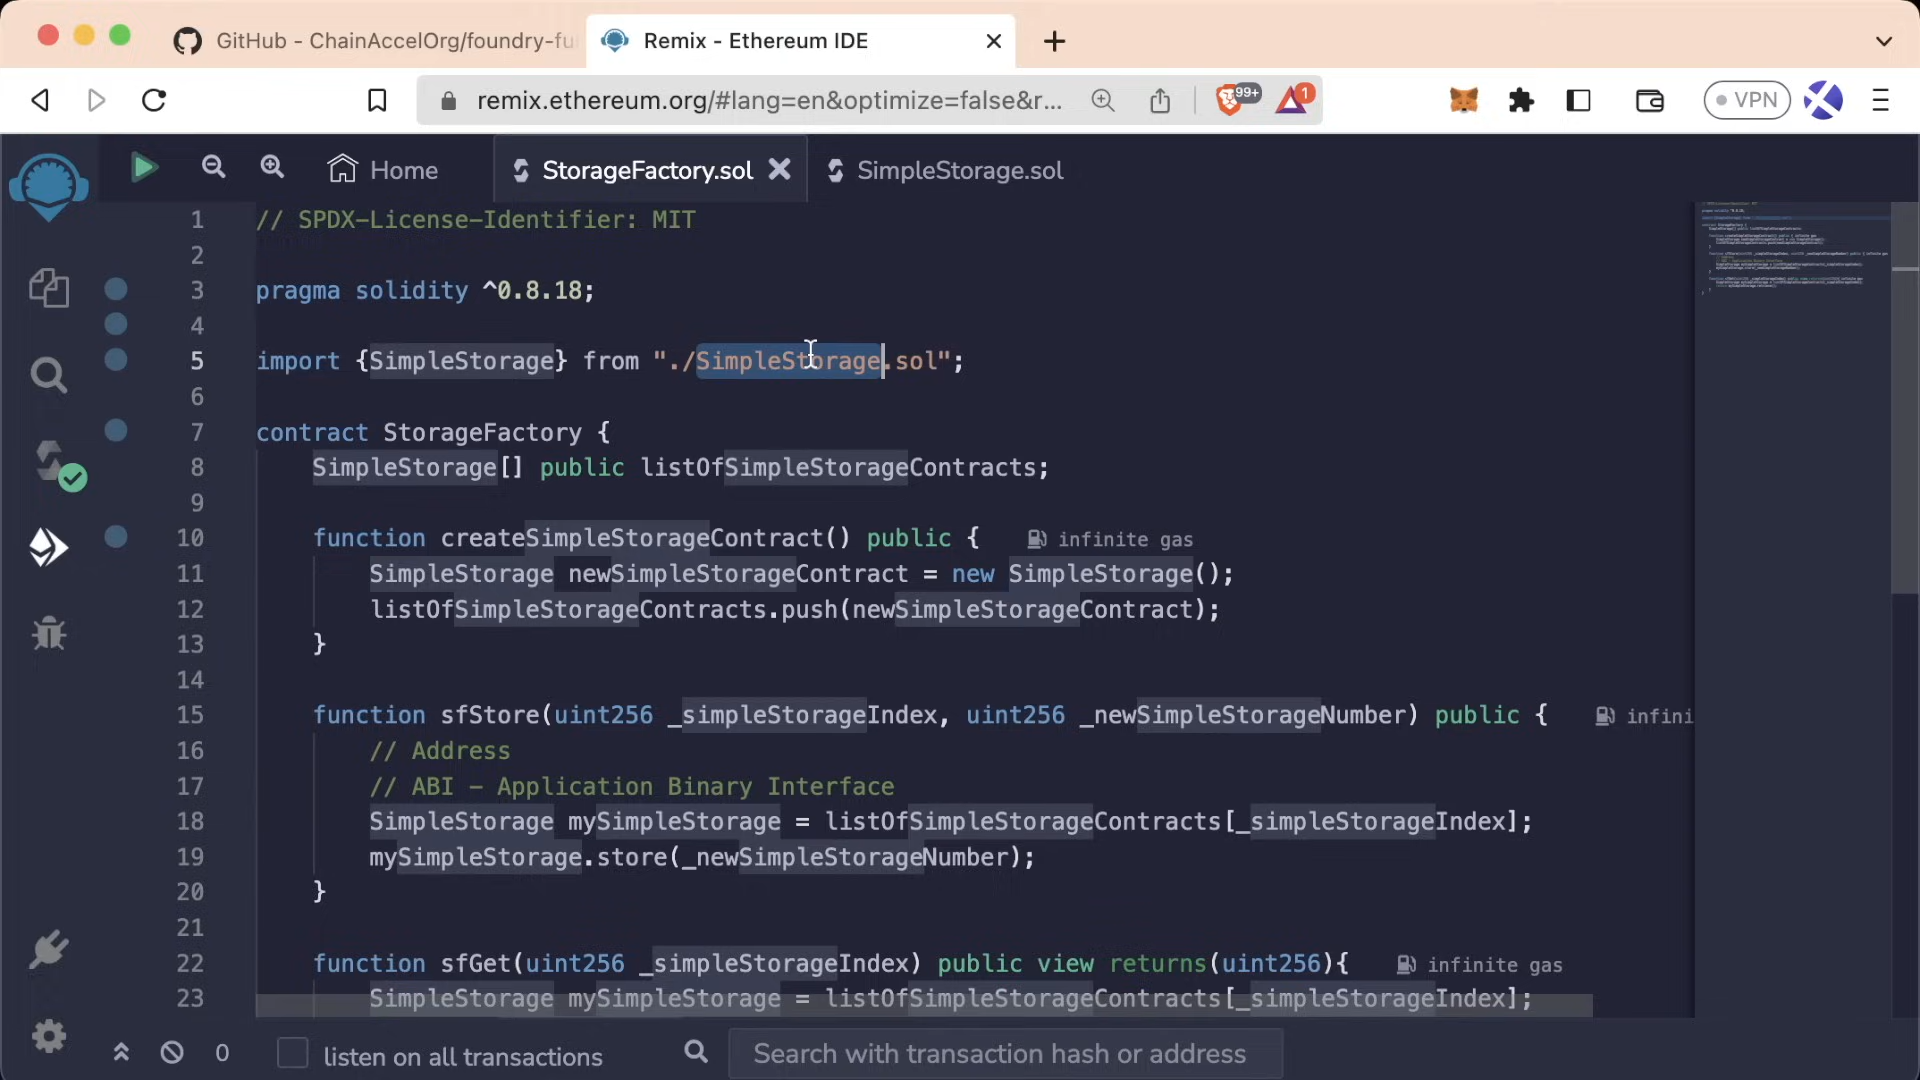 GitHub - ChainAccelOrg/foundry-fu
Remix - Ethereum IDE
remix.ethereum.org/#lang=en&optimize=false&r...
99+
1
VPN
Home
StorageFactory.sol
SimpleStorage.sol
1 // SPDX-License-Identifier: MIT
2
3 pragma solidity ^0.8.18;
4
5 import {SimpleStorage} from "./SimpleStorage.sol";
6
7 contract StorageFactory {
8 SimpleStorage[] public listOfSimpleStorageContracts;
9
10 function createSimpleStorageContract() public { infinite gas
11 SimpleStorage newSimpleStorageContract = new SimpleStorage();
12 listOfSimpleStorageContracts.push(newSimpleStorageContract);
13 }
14
15 function sfStore(uint256 _simpleStorageIndex, uint256 _newSimpleStorageNumber) public { infini
16 // Address
17 // ABI - Application Binary Interface
18 SimpleStorage mySimpleStorage = listOfSimpleStorageContracts[_simpleStorageIndex];
19 mySimpleStorage.store(_newSimpleStorageNumber);
20 }
21
22 function sfGet(uint256 _simpleStorageIndex) public view returns(uint256){ infinite gas
23 SimpleStorage mySimpleStorage = listOfSimpleStorageContracts[_simpleStorageIndex];
0
listen on all transactions
Search with transaction hash or address